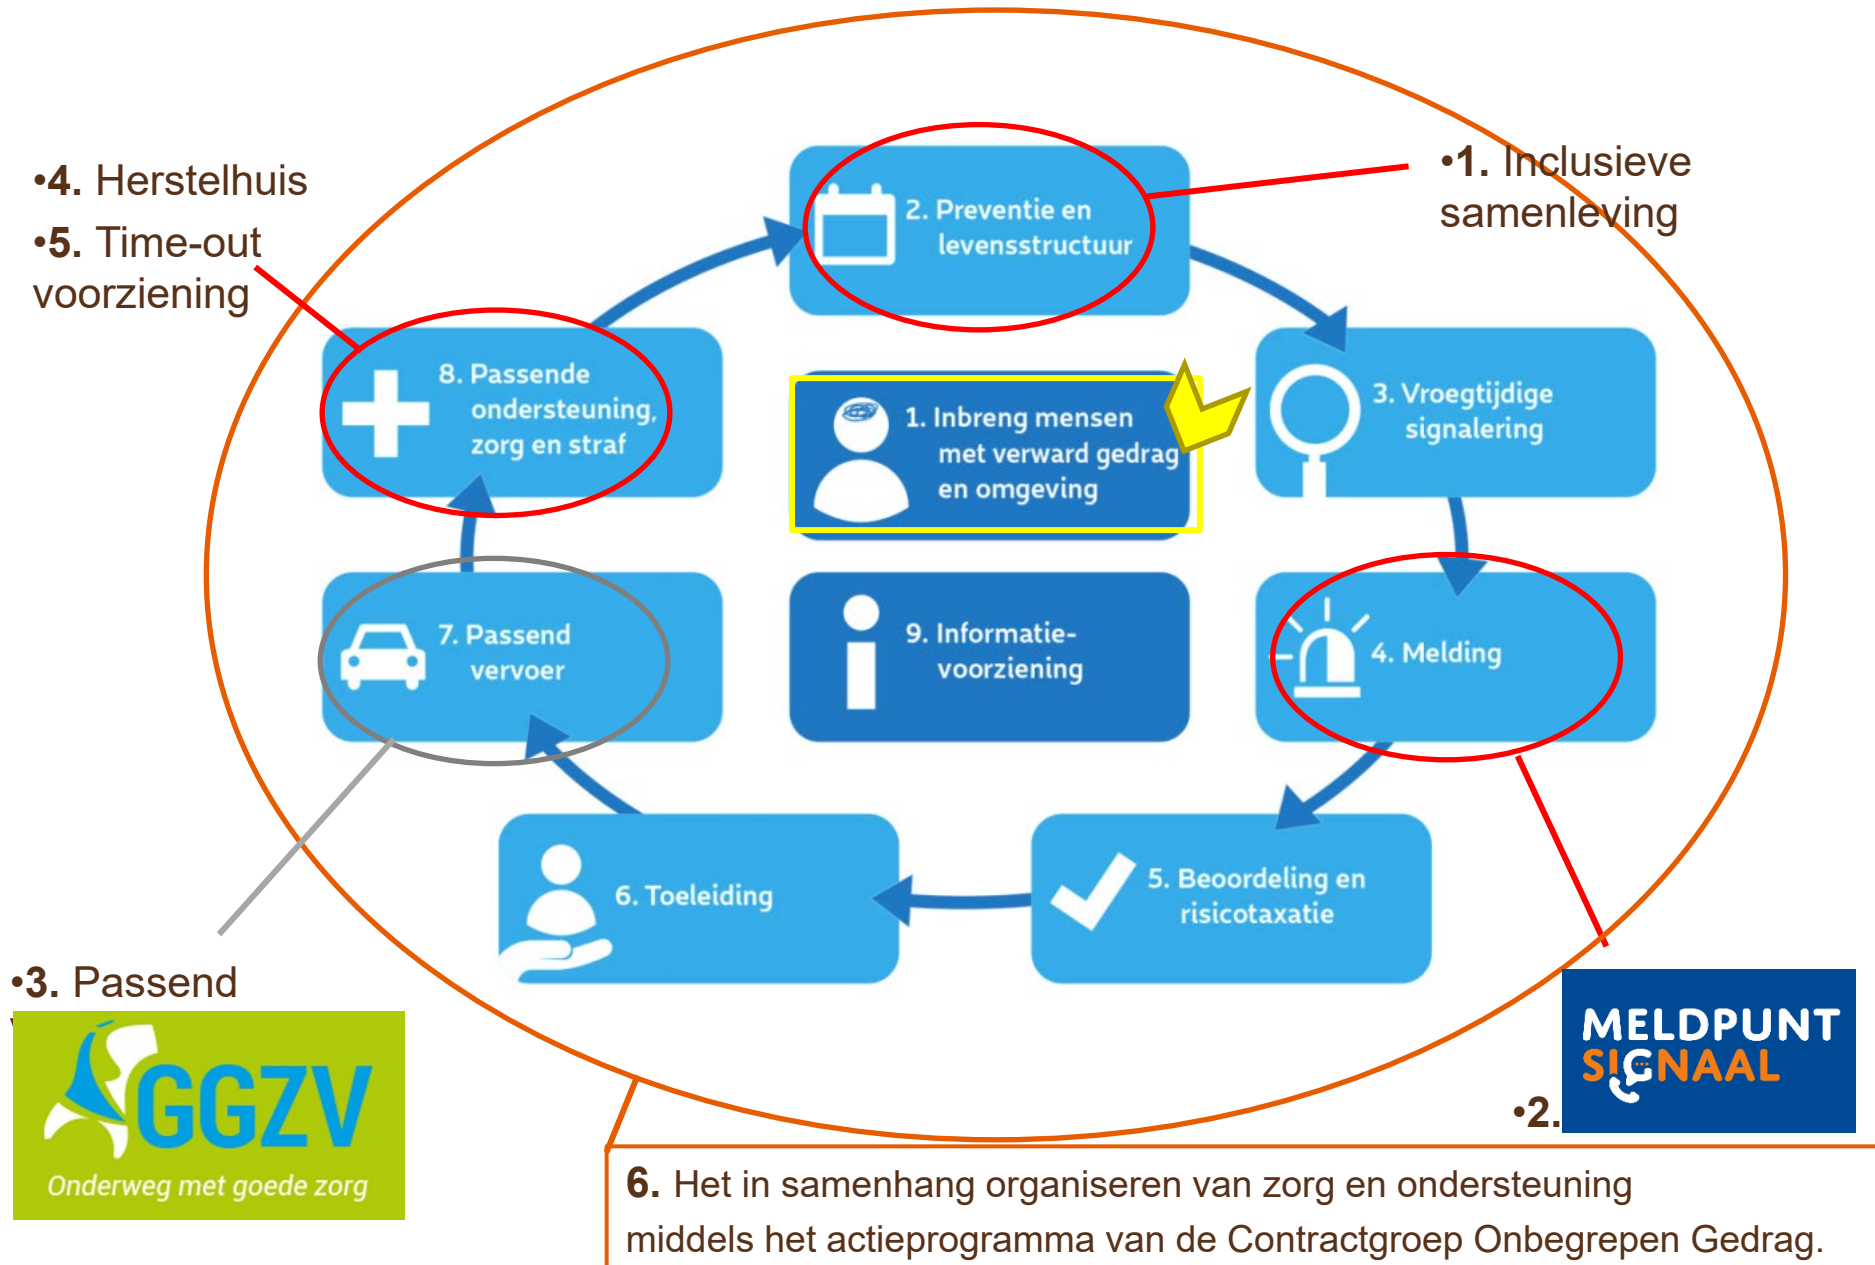 •4. Herstelhuis
•5. Time-out
voorziening
•1. Inclusieve
samenleving
2. Preventie en
levensstructuur
8. Passende
ondersteuning,
zorg en straf
1. Inbreng mensen
met verward gedrag
en omgeving
3. Vroegtijdige
signalering
7. Passend
vervoer
9. Informatie-
voorziening
4. Melding
6. Toeleiding
5. Beoordeling en
risicotaxatie
•3. Passend
GGZV
Onderweg met goede zorg
•2.
MELDPUNT
SIGNAAL
6. Het in samenhang organiseren van zorg en ondersteuning
middels het actieprogramma van de Contractgroep Onbegrepen Gedrag.